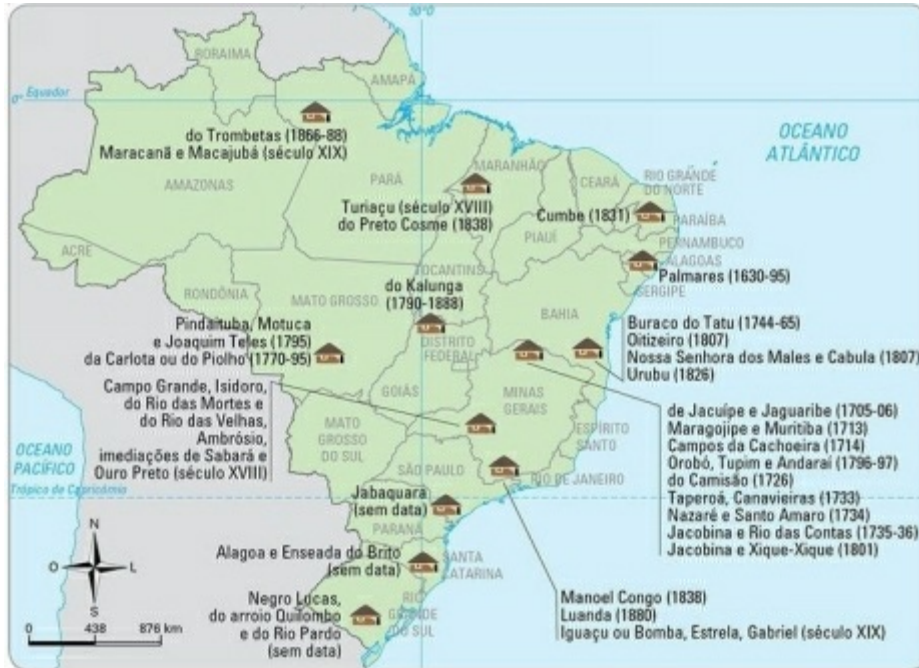 50°O
RORAIMA
AMAPÁ
0° Equador
do Trombetas (1866-88)
Maracanã e Macajubá (século XIX)
OCEANO
ATLÂNTICO
AMAZONAS
PARÁ
MARANHÃO
CEARÁ
RIO GRANDE
DO NORTE
Turiaçu (século XVIII)
do Preto Cosme (1838)
Cumbe (1831)
PARAÍBA
PIAUÍ
PERNAMBUCO
ACRE
ALAGOAS
TOCANTINS
Palmares (1630-95)
SERGIPE
RONDÔNIA
MATO GROSSO
do Kalunga
(1790-1888)
BAHIA
Pindaituba, Motuca
e Joaquim Teles (1795)
da Carlota ou do Piolho (1770-95)
DISTRITO
FEDERAL
Buraco do Tatu (1744-65)
Oitizeiro (1807)
Nossa Senhora dos Males e Cabula (1807)
Urubu (1826)
GOIÁS
MINAS
GERAIS
Campo Grande, Isidoro,
do Rio das Mortes e
do Rio das Velhas,
Ambrósio,
imediações de Sabará e
Ouro Preto (século XVIII)
MATO
GROSSO
DO SUL
ESPÍRITO
SANTO
de Jacuípe e Jaguaribe (1705-06)
Maragojipe e Muritiba (1713)
Campos da Cachoeira (1714)
Orobó, Tupim e Andaraí (1796-97)
do Camisão (1726)
Taperoá, Canavieiras (1733)
Nazaré e Santo Amaro (1734)
Jacobina e Rio das Contas (1735-36)
Jacobina e Xique-Xique (1801)
OCEANO
PACÍFICO
Trópico de Capricórnio
SÃO PAULO
RIO DE JANEIRO
Jabaquara
(sem data)
PARANÁ
Alagoa e Enseada do Brito
(sem data)
SANTA
CATARINA
Negro Lucas,
do arroio Quilombo
e do Rio Pardo
(sem data)
RIO
GRANDE
DO SUL
Manoel Congo (1838)
Luanda (1880)
Iguaçu ou Bomba, Estrela, Gabriel (século XIX)
N
O
L
S
0 438 876 km